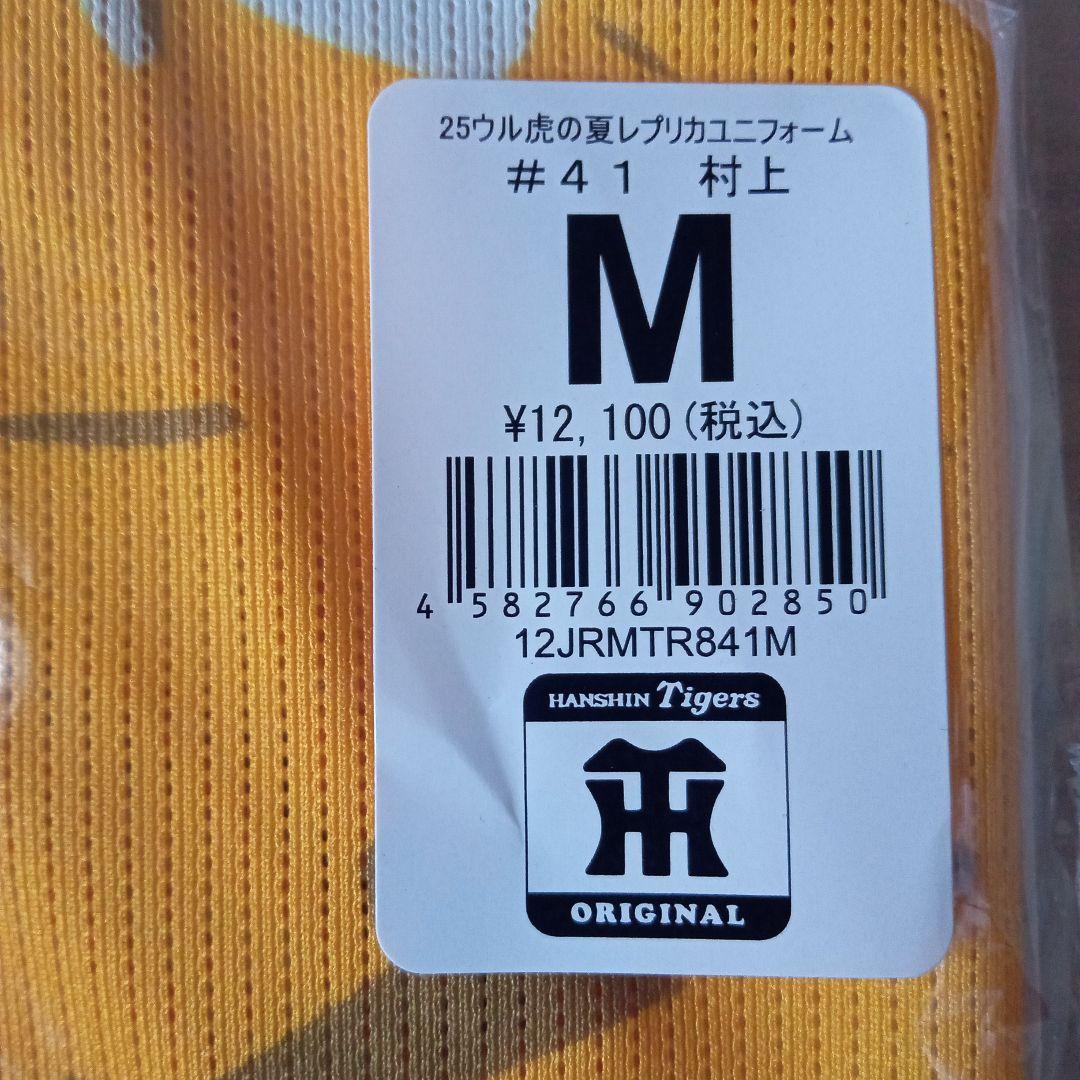 25ウル虎の夏レプリカユニフォーム
＃４１　村上
M
¥12,100(税込)
4 582766 902850
12JRMTR841M
HANSHIN Tigers
HT
ORIGINAL